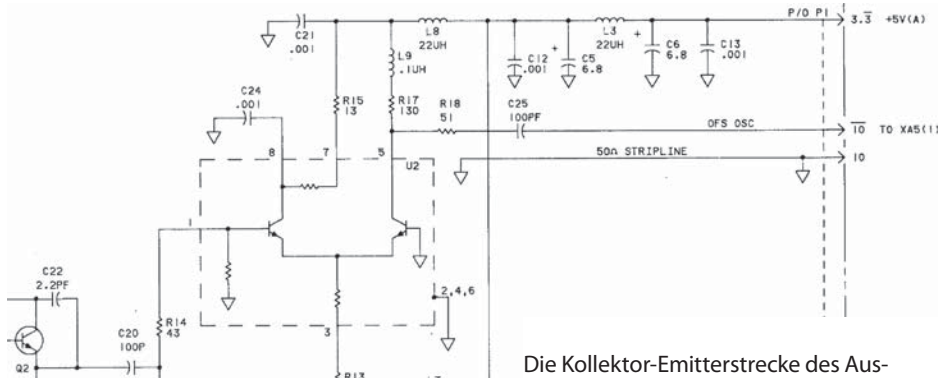 P/O P1
3.3̅ +5V(A)
C21
.001
L8
22UH
L3
22UH
L9
.1UH
C12
.001
C5
6.8
C6
6.8
C13
.001
C24
.001
R15
13
R17
130
R18
51
C25
100PF
OFS OSC
1̅0̅ TO XA5(1)
8
7
5
U2
50Ω STRIPLINE
10
1
2,4,6
3
C22
2.2PF
R14
43
C20
100P
Q2
R13
Die Kollektor-Emitterstrecke des Aus-